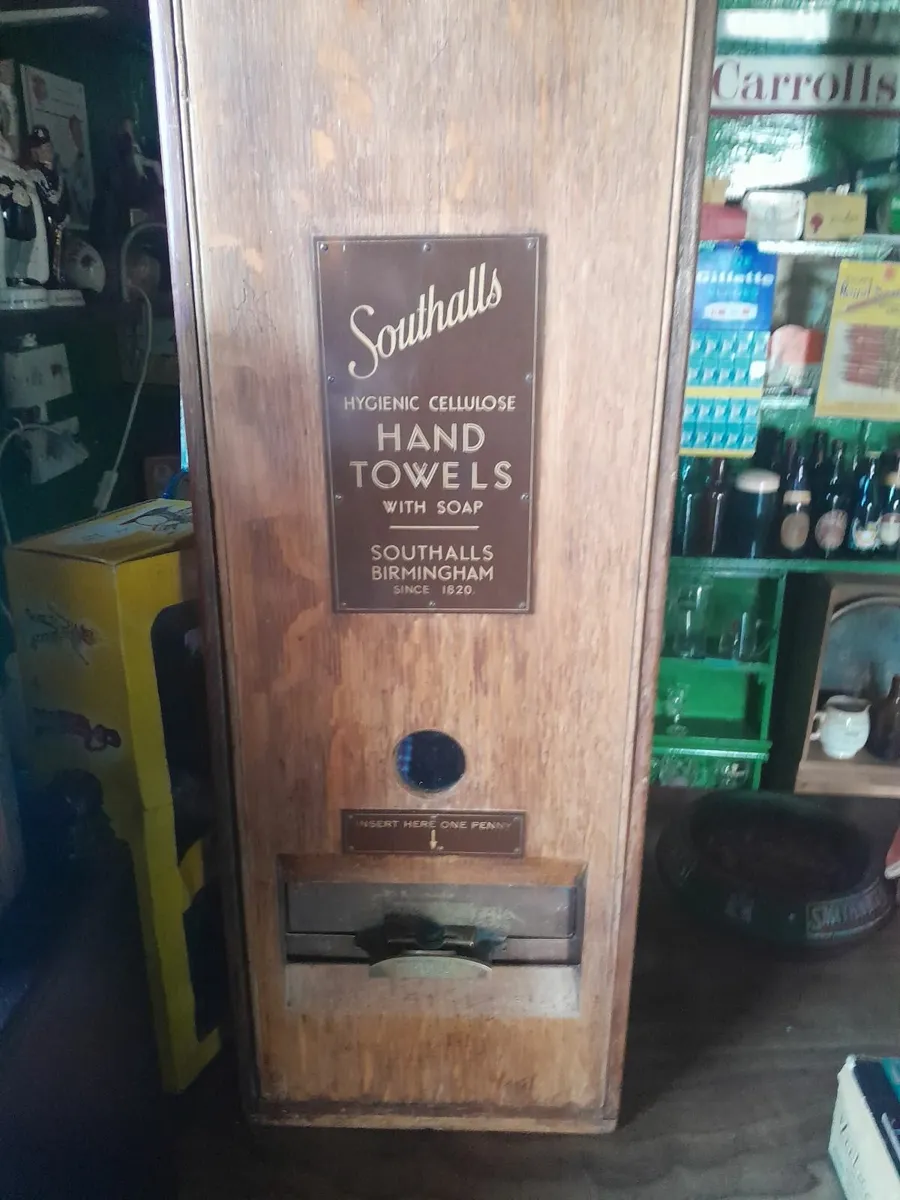 Carrolls
Gillette
Southalls
HYGIENIC CELLULOSE
HAND
TOWELS
WITH SOAP
SOUTHALLS
BIRMINGHAM
SINCE 1820.
INSERT HERE ONE PENNY